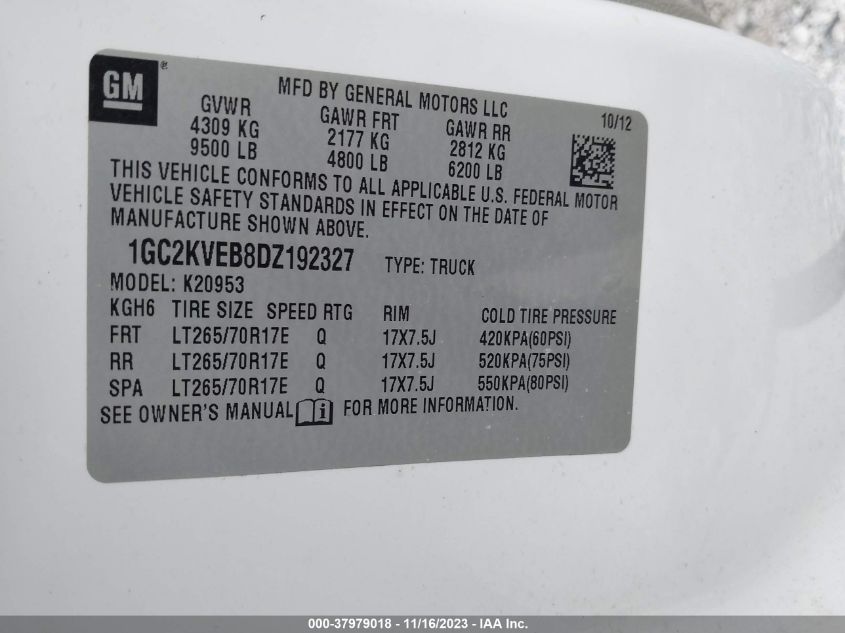 GM®
MFD BY GENERAL MOTORS LLC
10/12
GVWR GAWR FRT GAWR RR
4309 KG 2177 KG 2812 KG
9500 LB 4800 LB 6200 LB
THIS VEHICLE CONFORMS TO ALL APPLICABLE U.S. FEDERAL MOTOR
VEHICLE SAFETY STANDARDS IN EFFECT ON THE DATE OF
MANUFACTURE SHOWN ABOVE.
1GC2KVEB8DZ192327 TYPE: TRUCK
MODEL: K20953
KGH6 TIRE SIZE SPEED RTG RIM COLD TIRE PRESSURE
FRT LT265/70R17E Q 17X7.5J 420KPA(60PSI)
RR LT265/70R17E Q 17X7.5J 520KPA(75PSI)
SPA LT265/70R17E Q 17X7.5J 550KPA(80PSI)
SEE OWNER'S MANUAL i FOR MORE INFORMATION.
000-37979018 - 11/16/2023 - IAA Inc.